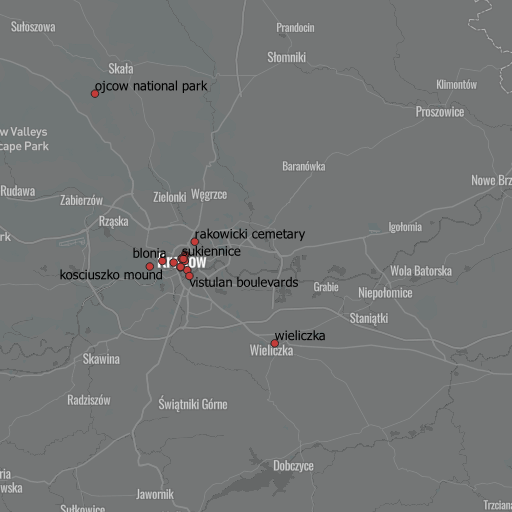 Sułoszowa
Prandocin
Słomniki
Skała
ojcow national park
Klimontów
Proszowice
w Valleys
cape Park
Baranówka
Nowe Brz
Rudawa
Zabierzów
Zielonki
Węgrzce
Rząska
Igołomia
rk
rakowicki cemetary
blonia
sukiennice
kosciuszko mound
vistulan boulevards
Wola Batorska
Grabie
Niepołomice
Staniątki
wieliczka
Wieliczka
Skawina
Radziszów
Świątniki Górne
Dobczyce
ria
wska
Jawornik
Sułkowice
Trzciana